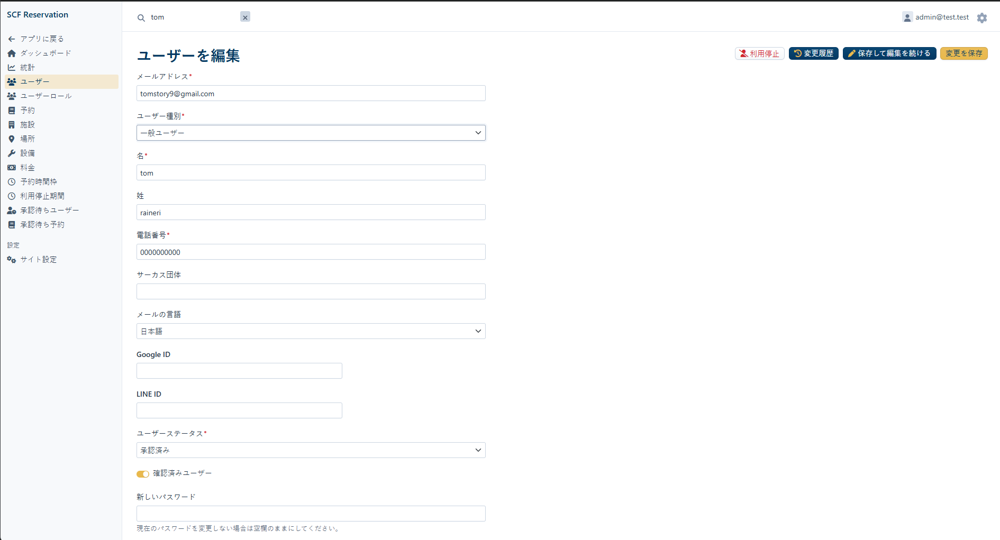 SCF Reservation
アプリに戻る
ダッシュボード
統計
ユーザー
ユーザーロール
予約
施設
場所
設備
料金
予約時間枠
利用停止期間
承認待ちユーザー
承認待ち予約
設定
サイト設定
tom
admin@test.test
ユーザーを編集
利用停止
変更履歴
保存して編集を続ける
変更を保存
メールアドレス*
tomstory9@gmail.com
ユーザー種別*
一般ユーザー
名*
tom
姓
raineri
電話番号*
0000000000
サーカス団体
メールの言語
日本語
Google ID
LINE ID
ユーザーステータス*
承認済み
確認済みユーザー
新しいパスワード
現在のパスワードを変更しない場合は空欄のままにしてください。